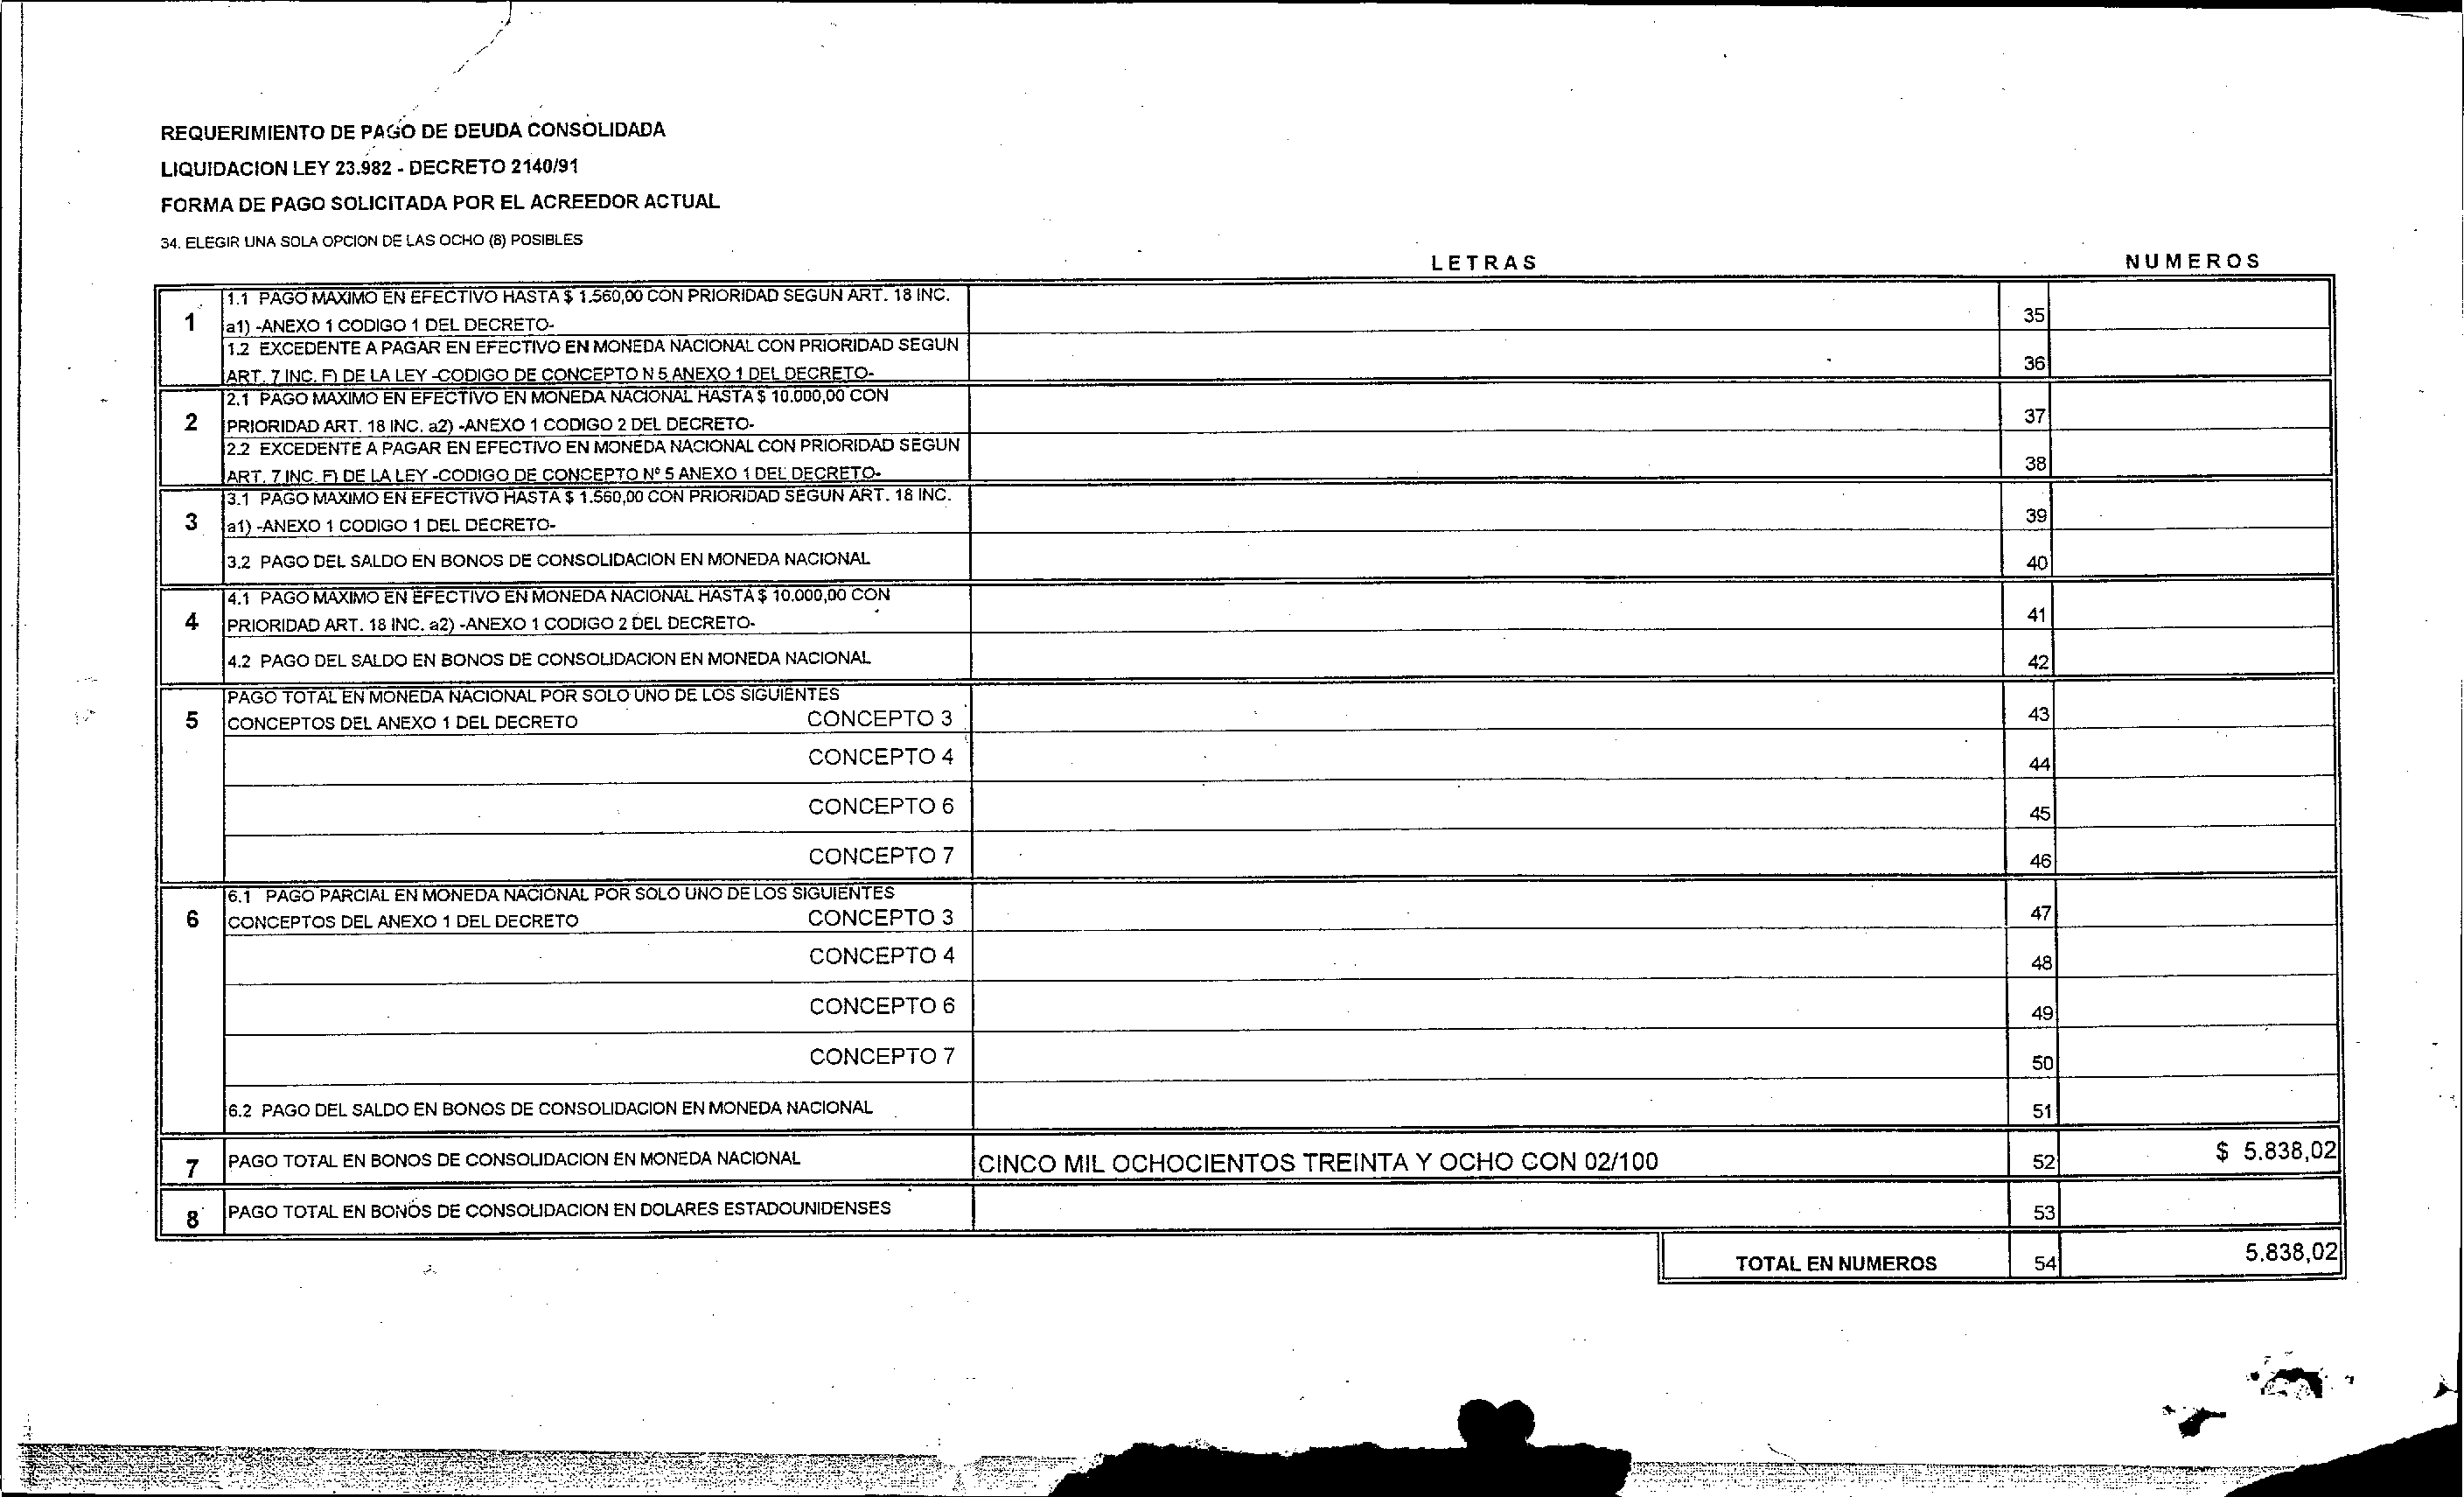 REQUERIMIENTO DE PAGO DE DEUDA CONSOLIDADA
LIQUIDACION LEY 23.982 - DECRETO 2140/91
FORMA DE PAGO SOLICITADA POR EL ACREEDOR ACTUAL
34. ELEGIR UNA SOLA OPCION DE LAS OCHO (8) POSIBLES
LETRAS NUMEROS
1.1 PAGO MAXIMO EN EFECTIVO HASTA $ 1.560,00 CON PRIORIDAD SEGUN ART. 18 INC.
1 a1) -ANEXO 1 CODIGO 1 DEL DECRETO- 35
1.2 EXCEDENTE A PAGAR EN EFECTIVO EN MONEDA NACIONAL CON PRIORIDAD SEGUN
ART. 7 INC. F) DE LA LEY -CODIGO DE CONCEPTO N 5 ANEXO 1 DEL DECRETO- 36
2.1 PAGO MAXIMO EN EFECTIVO EN MONEDA NACIONAL HASTA $ 10.000,00 CON
2 PRIORIDAD ART. 18 INC. a2) -ANEXO 1 CODIGO 2 DEL DECRETO- 37
2.2 EXCEDENTE A PAGAR EN EFECTIVO EN MONEDA NACIONAL CON PRIORIDAD SEGUN
ART. 7 INC. F) DE LA LEY -CODIGO DE CONCEPTO Nº 5 ANEXO 1 DEL DECRETO- 38
3.1 PAGO MAXIMO EN EFECTIVO HASTA $ 1.560,00 CON PRIORIDAD SEGUN ART. 18 INC.
3 a1) -ANEXO 1 CODIGO 1 DEL DECRETO- 39
3.2 PAGO DEL SALDO EN BONOS DE CONSOLIDACION EN MONEDA NACIONAL 40
4.1 PAGO MAXIMO EN EFECTIVO EN MONEDA NACIONAL HASTA $ 10.000,00 CON
4 PRIORIDAD ART. 18 INC. a2) -ANEXO 1 CODIGO 2 DEL DECRETO- 41
4.2 PAGO DEL SALDO EN BONOS DE CONSOLIDACION EN MONEDA NACIONAL 42
PAGO TOTAL EN MONEDA NACIONAL POR SOLO UNO DE LOS SIGUIENTES
5 CONCEPTOS DEL ANEXO 1 DEL DECRETO CONCEPTO 3 43
CONCEPTO 4 44
CONCEPTO 6 45
CONCEPTO 7 46
6.1 PAGO PARCIAL EN MONEDA NACIONAL POR SOLO UNO DE LOS SIGUIENTES
6 CONCEPTOS DEL ANEXO 1 DEL DECRETO CONCEPTO 3 47
CONCEPTO 4 48
CONCEPTO 6 49
CONCEPTO 7 50
6.2 PAGO DEL SALDO EN BONOS DE CONSOLIDACION EN MONEDA NACIONAL 51
7 PAGO TOTAL EN BONOS DE CONSOLIDACION EN MONEDA NACIONAL CINCO MIL OCHOCIENTOS TREINTA Y OCHO CON 02/100 52 $ 5.838,02
8 PAGO TOTAL EN BONOS DE CONSOLIDACION EN DOLARES ESTADOUNIDENSES 53
TOTAL EN NUMEROS 54 5.838,02